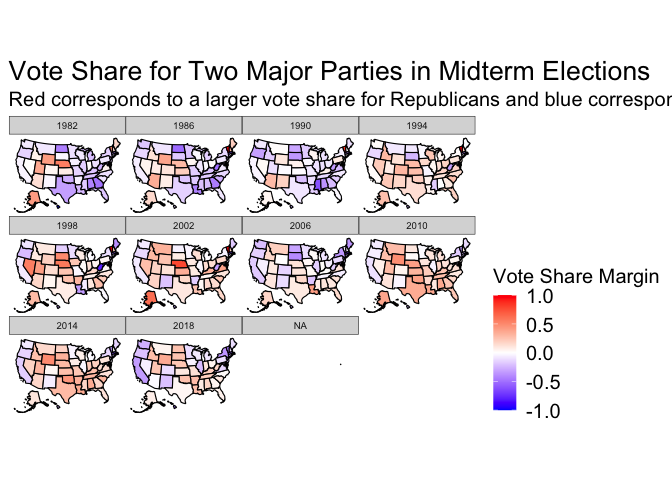 Vote Share for Two Major Parties in Midterm Elections
Red corresponds to a larger vote share for Republicans and blue correspon
1982 1986 1990 1994
1998 2002 2006 2010
2014 2018 NA
Vote Share Margin
1.0
0.5
0.0
-0.5
-1.0